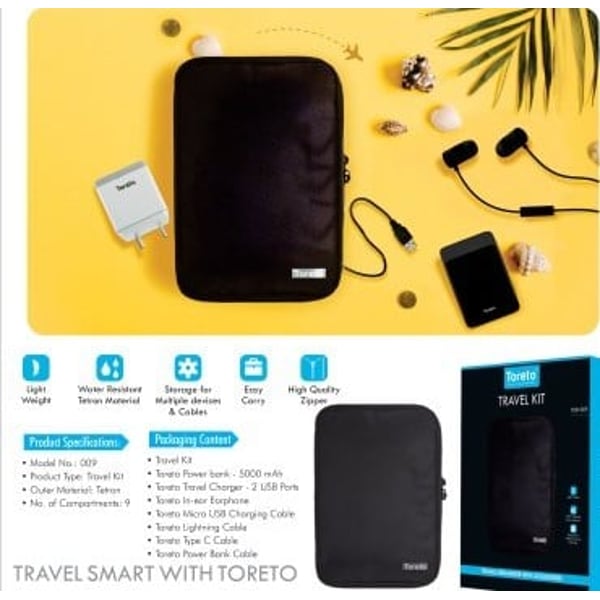 Toreto
Toreto
Light
Weight
Water Resistant
Tetran Material
Storage for
Multiple devices
& Cables
Easy
Carry
High Quality
Zipper
Product Specifications
• Model No.: 009
• Product Type: Travel Kit
• Outer Material: Tetron
• No. of Compartments: 9
Packaging Content
• Travel Kit
• Toreto Power bank - 5000 mAh
• Toreto Travel Charger - 2 USB Ports
• Toreto In-ear Earphone
• Toreto Micro USB Charging Cable
• Toreto Lightning Cable
• Toreto Type C Cable
• Toreto Power Bank Cable
Toreto
TRAVEL KIT
TRAVEL SMART WITH TORETO